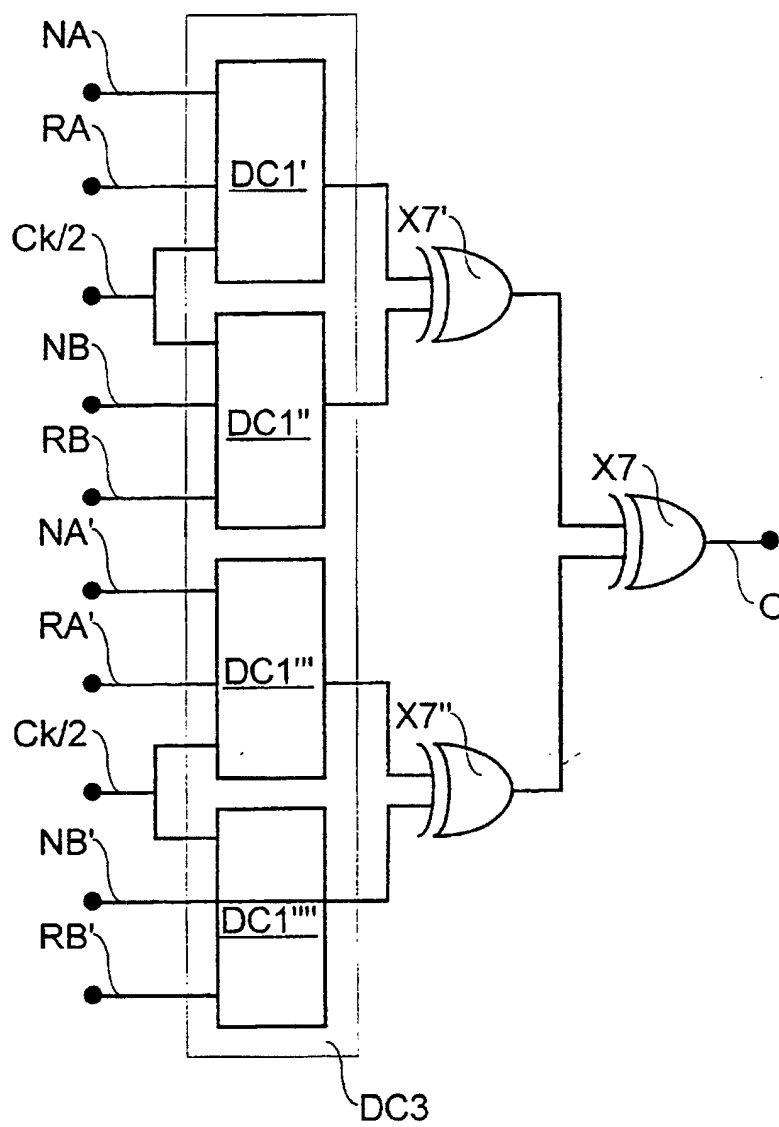 NA
RA
DC1'
X7'
Ck/2
NB
DC1"
RB
X7
NA'
O
RA'
DC1'''
X7"
Ck/2
NB'
DC1''''
RB'
DC3